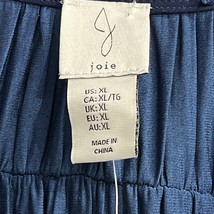 joie
US: XL
CA: XL/TG
UK: XL
EU: XL
AU: XL
MADE IN
CHINA